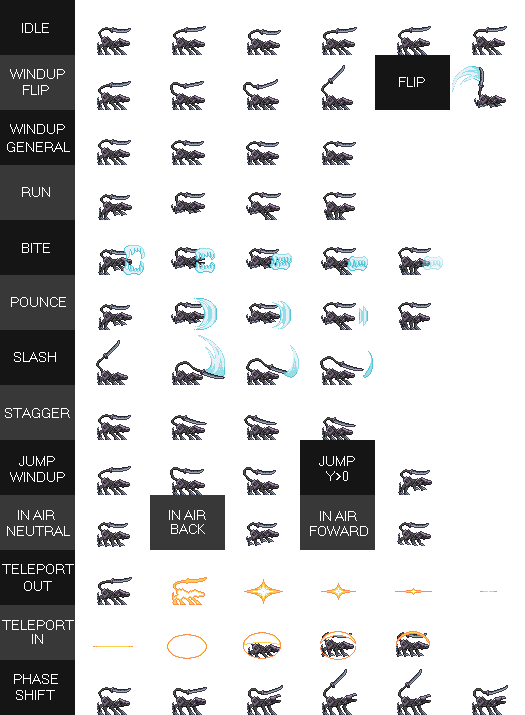 IDLE
WINDUP
FLIP
FLIP
WINDUP
GENERAL
RUN
BITE
POUNCE
SLASH
STAGGER
JUMP
WINDUP
JUMP
Y>0
IN AIR
NEUTRAL
IN AIR
BACK
IN AIR
FOWARD
TELEPORT
OUT
TELEPORT
IN
PHASE
SHIFT